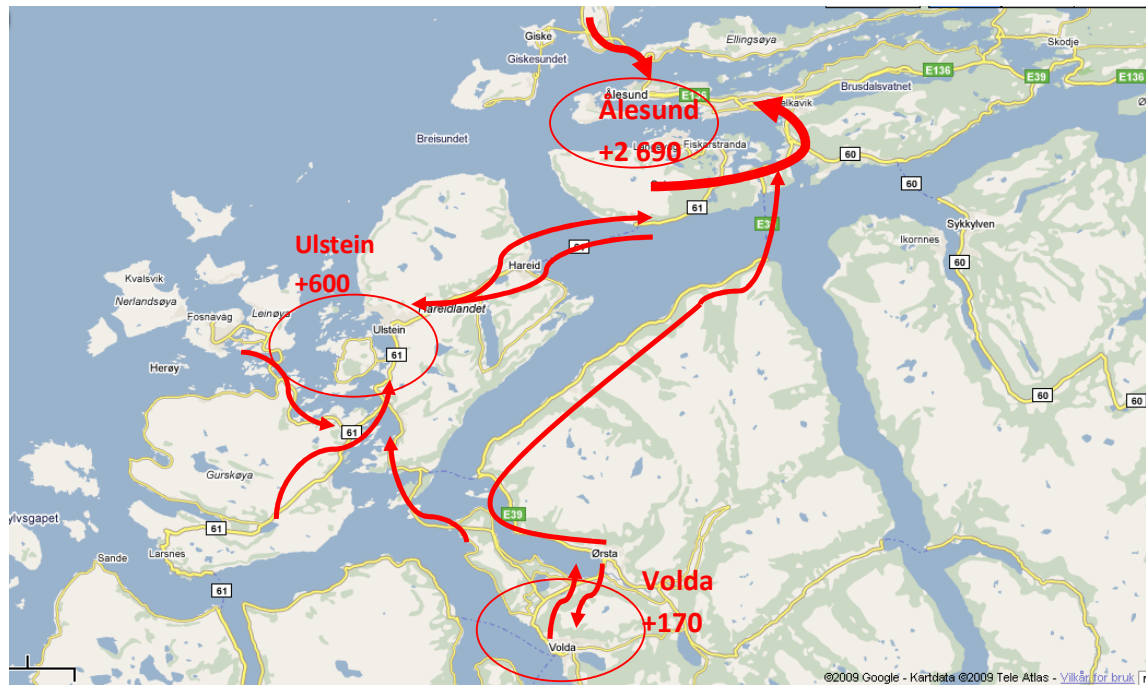 Giske
Ellingsøya
Skodje
Giskesundet
E136
E39
Ålesund
Brusdalsvatnet
Ålesund
+2 690
Breisundet
Fiskarstranda
60
60
61
Sykkylven
Ikornnes
Ulstein
+600
61
Hareid
Kvalsvik
Nerlandsøya
Leinøya
Fosnavåg
Hareidlandet
Ulstein
61
Herøy
60
60
61
Gurskøya
E39
61
Larsnes
Sande
Ørsta
61
Volda
+170
Volda
©2009 Google - Kartdata ©2009 Tele Atlas - Vilkår for bruk